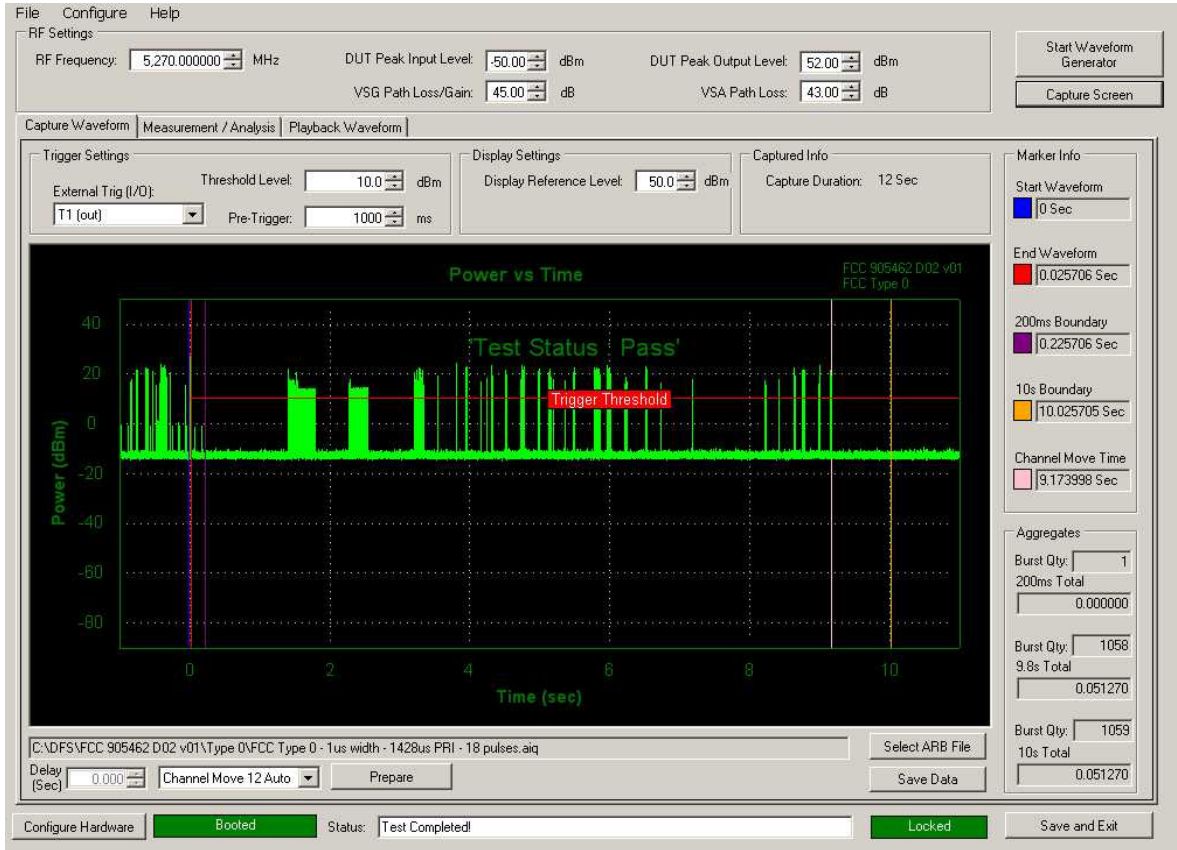 File Configure Help
RF Settings
RF Frequency: 5,270.000000 MHz
DUT Peak Input Level: -50.00 dBm
DUT Peak Output Level: 52.00 dBm
VSG Path Loss/Gain: 45.00 dB
VSA Path Loss: 43.00 dB
Start Waveform
Generator
Capture Screen
Capture Waveform Measurement / Analysis Playback Waveform
Trigger Settings
External Trig (I/O):
T1 (out)
Threshold Level: 10.0 dBm
Pre-Trigger: 1000 ms
Display Settings
Display Reference Level: 50.0 dBm
Captured Info
Capture Duration: 12 Sec
Marker Info
Start Waveform
0 Sec
End Waveform
0.025706 Sec
200ms Boundary
0.225706 Sec
10s Boundary
10.025705 Sec
Channel Move Time
9.173998 Sec
Power vs Time
FCC 905462 D02 v01
FCC Type 0
'Test Status : Pass'
Trigger Threshold
Power (dBm)
40
20
0
-20
-40
-60
-80
0 2 4 6 8 10
Time (sec)
Aggregates
Burst Qty: 1
200ms Total
0.000000
Burst Qty: 1058
9.8s Total
0.051270
Burst Qty: 1059
10s Total
0.051270
C:\DFS\FCC 905462 D02 v01\Type 0\FCC Type 0 - 1us width - 1428us PRI - 18 pulses.aiq
Select ARB File
Delay
(Sec) 0.000 Channel Move 12 Auto Prepare
Save Data
Configure Hardware Booted Status: Test Completed! Locked Save and Exit